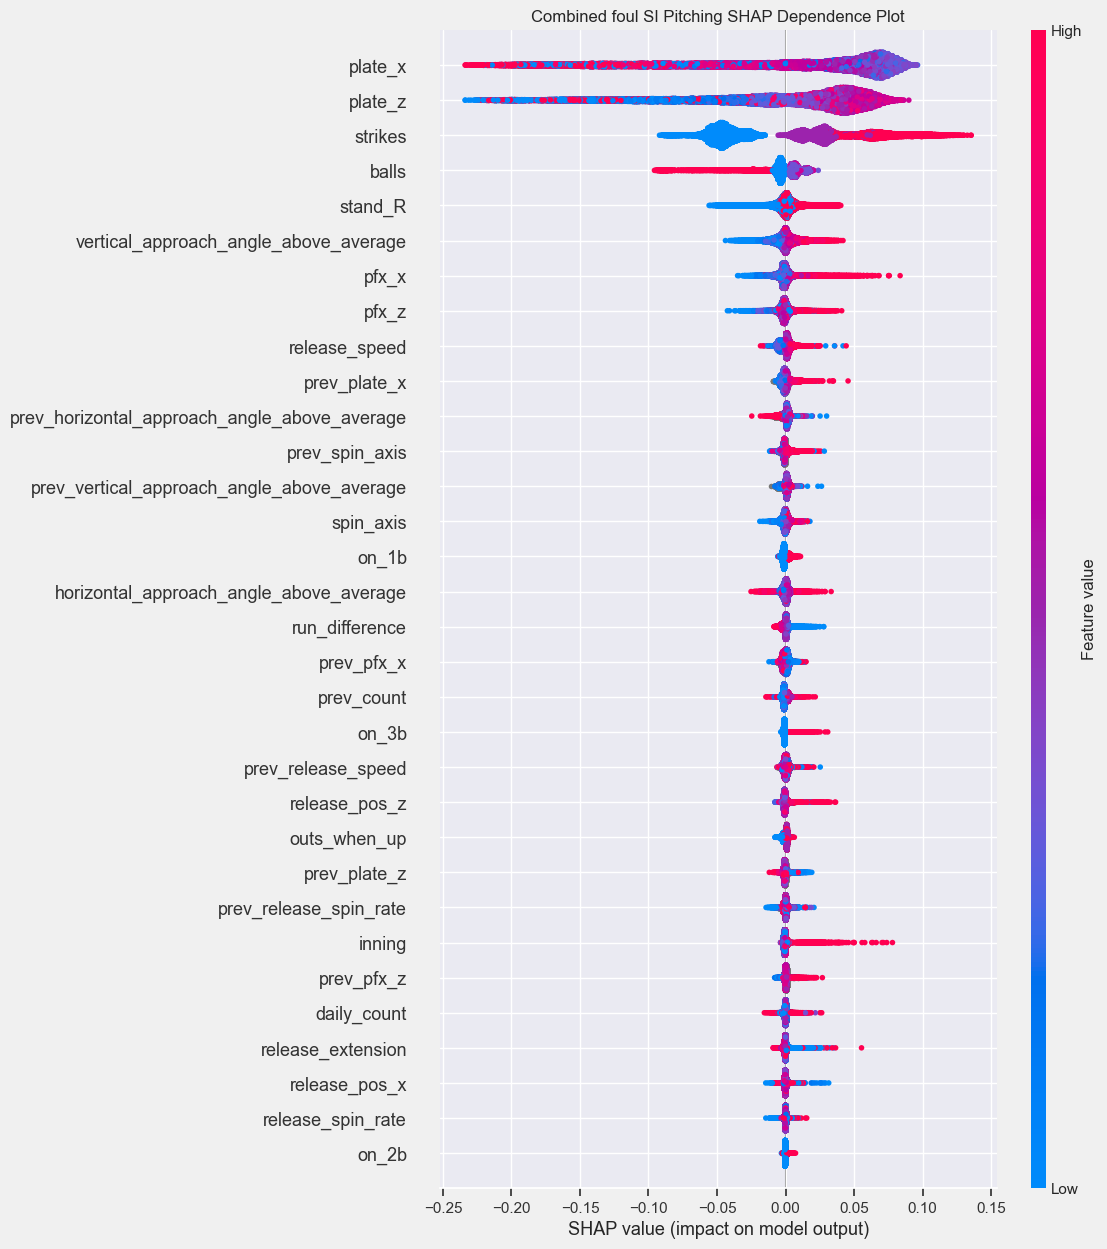 Combined foul SI Pitching SHAP Dependence Plot
High
plate_x
plate_z
strikes
balls
stand_R
vertical_approach_angle_above_average
pfx_x
pfx_z
release_speed
prev_plate_x
prev_horizontal_approach_angle_above_average
prev_spin_axis
prev_vertical_approach_angle_above_average
spin_axis
on_1b
horizontal_approach_angle_above_average
run_difference
prev_pfx_x
prev_count
on_3b
prev_release_speed
release_pos_z
outs_when_up
prev_plate_z
prev_release_spin_rate
inning
prev_pfx_z
daily_count
release_extension
release_pos_x
release_spin_rate
on_2b
Feature value
Low
−0.25 −0.20 −0.15 −0.10 −0.05 0.00 0.05 0.10 0.15
SHAP value (impact on model output)